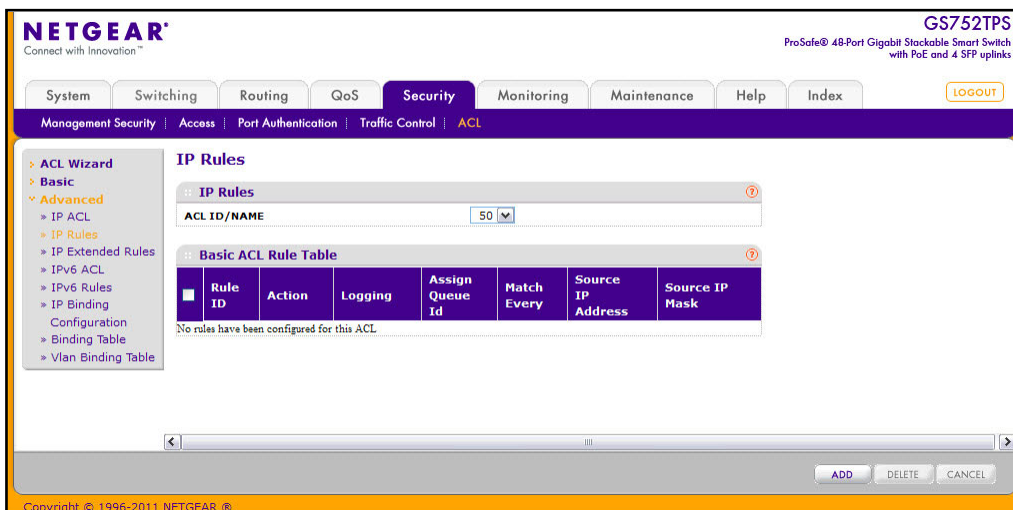 NETGEAR®
Connect with Innovation™
GS752TPS
ProSafe® 48-Port Gigabit Stackable Smart Switch
with PoE and 4 SFP uplinks
System Switching Routing QoS Security Monitoring Maintenance Help Index LOGOUT
Management Security Access Port Authentication Traffic Control ACL
ACL Wizard
Basic
Advanced
» IP ACL
» IP Rules
» IP Extended Rules
» IPv6 ACL
» IPv6 Rules
» IP Binding
Configuration
» Binding Table
» Vlan Binding Table
IP Rules
IP Rules ?
ACL ID/NAME 50
Basic ACL Rule Table ?
Rule ID Action Logging Assign Queue Id Match Every Source IP Address Source IP Mask
No rules have been configured for this ACL
ADD DELETE CANCEL
Copyright © 1996-2011 NETGEAR ®